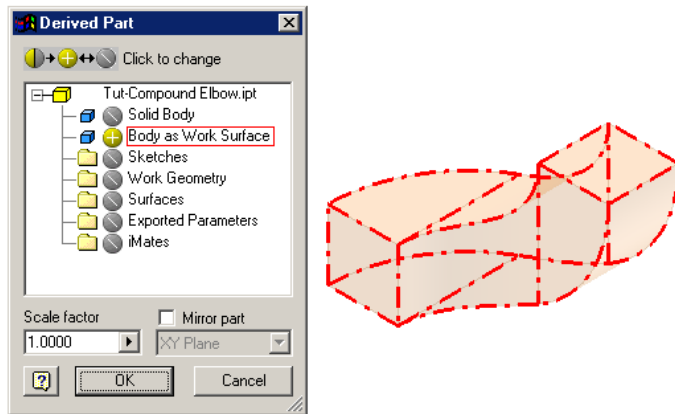 Derived Part
Click to change
Tut-Compound Elbow.ipt
Solid Body
Body as Work Surface
Sketches
Work Geometry
Surfaces
Exported Parameters
iMates
Scale factor
Mirror part
1.0000
XY Plane
OK
Cancel